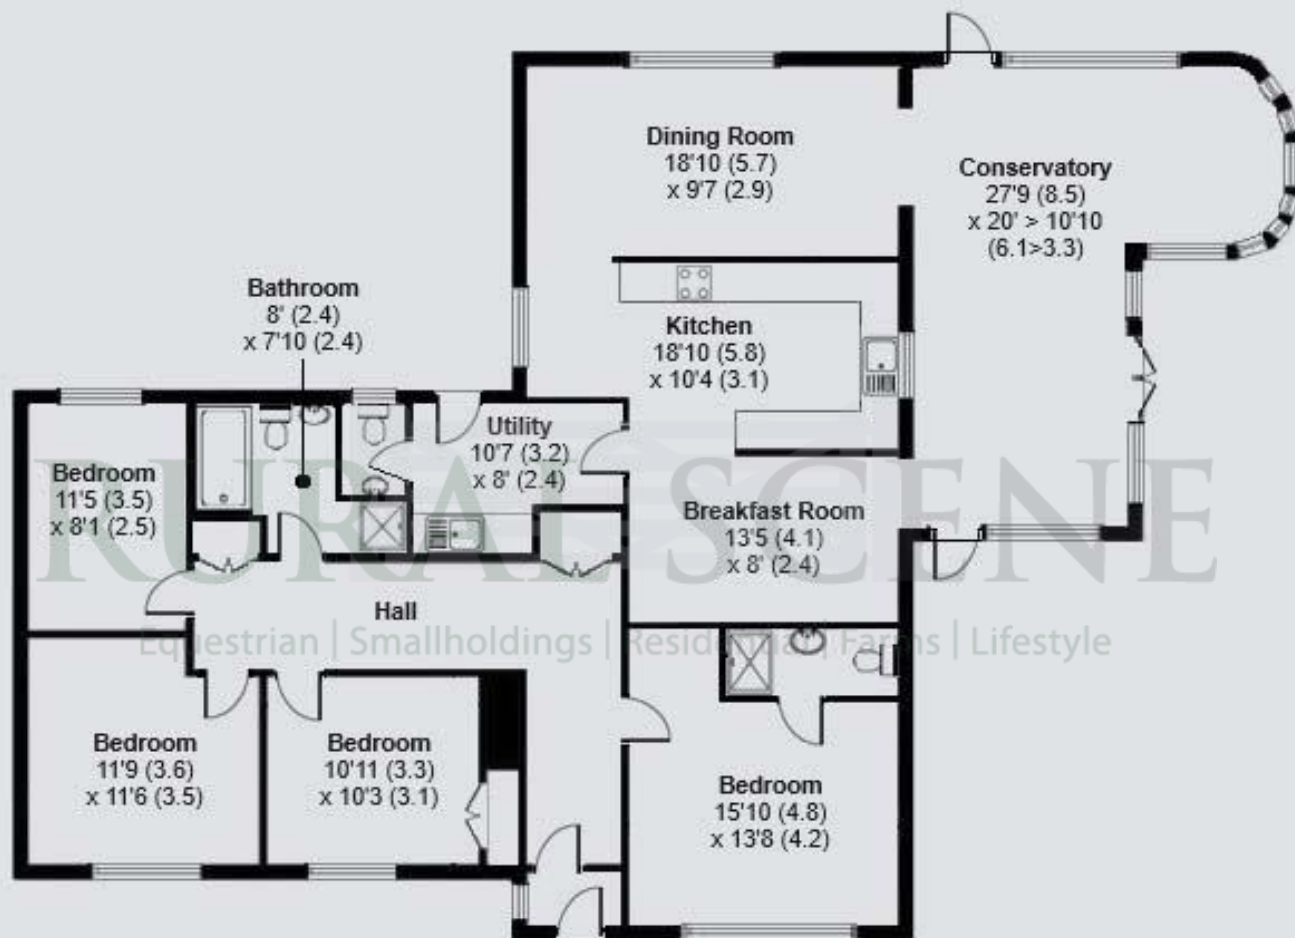 Dining Room
18'10 (5.7)
x 9'7 (2.9)
Conservatory
27'9 (8.5)
x 20' > 10'10
(6.1>3.3)
Bathroom
8' (2.4)
x 7'10 (2.4)
Kitchen
18'10 (5.8)
x 10'4 (3.1)
Utility
10'7 (3.2)
x 8' (2.4)
Bedroom
11'5 (3.5)
x 8'1 (2.5)
Breakfast Room
13'5 (4.1)
x 8' (2.4)
RURAL SCENE
Hall
Equestrian | Smallholdings | Residential | Farms | Lifestyle
Bedroom
11'9 (3.6)
x 11'6 (3.5)
Bedroom
10'11 (3.3)
x 10'3 (3.1)
Bedroom
15'10 (4.8)
x 13'8 (4.2)